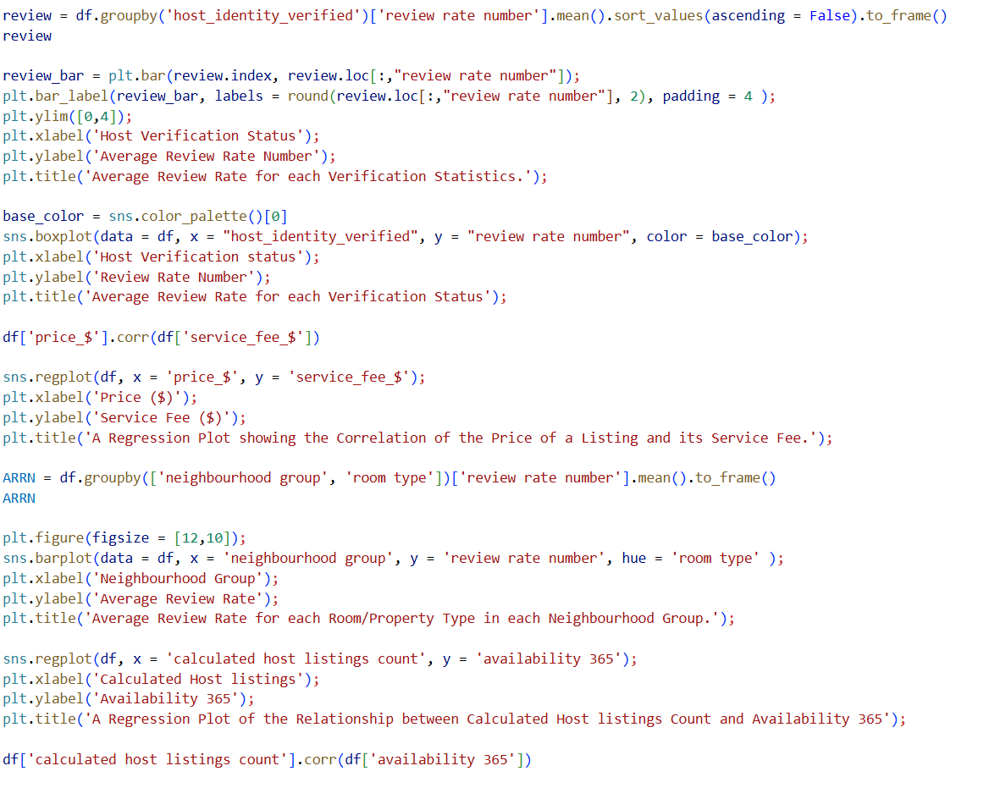 review = df.groupby('host_identity_verified')['review rate number'].mean().sort_values(ascending = False).to_frame()
review
review_bar = plt.bar(review.index, review.loc[:,"review rate number"]);
plt.bar_label(review_bar, labels = round(review.loc[:,"review rate number"], 2), padding = 4 );
plt.ylim([0,4]);
plt.xlabel('Host Verification Status');
plt.ylabel('Average Review Rate Number');
plt.title('Average Review Rate for each Verification Statistics.');
base_color = sns.color_palette()[0]
sns.boxplot(data = df, x = "host_identity_verified", y = "review rate number", color = base_color);
plt.xlabel('Host Verification status');
plt.ylabel('Review Rate Number');
plt.title('Average Review Rate for each Verification Status');
df['price_$'].corr(df['service_fee_$'])
sns.regplot(df, x = 'price_$', y = 'service_fee_$');
plt.xlabel('Price ($)');
plt.ylabel('Service Fee ($)');
plt.title('A Regression Plot showing the Correlation of the Price of a Listing and its Service Fee.');
ARRN = df.groupby(['neighbourhood group', 'room type'])['review rate number'].mean().to_frame()
ARRN
plt.figure(figsize = [12,10]);
sns.barplot(data = df, x = 'neighbourhood group', y = 'review rate number', hue = 'room type' );
plt.xlabel('Neighbourhood Group');
plt.ylabel('Average Review Rate');
plt.title('Average Review Rate for each Room/Property Type in each Neighbourhood Group.');
sns.regplot(df, x = 'calculated host listings count', y = 'availability 365');
plt.xlabel('Calculated Host listings');
plt.ylabel('Availability 365');
plt.title('A Regression Plot of the Relationship between Calculated Host listings Count and Availability 365');
df['calculated host listings count'].corr(df['availability 365'])